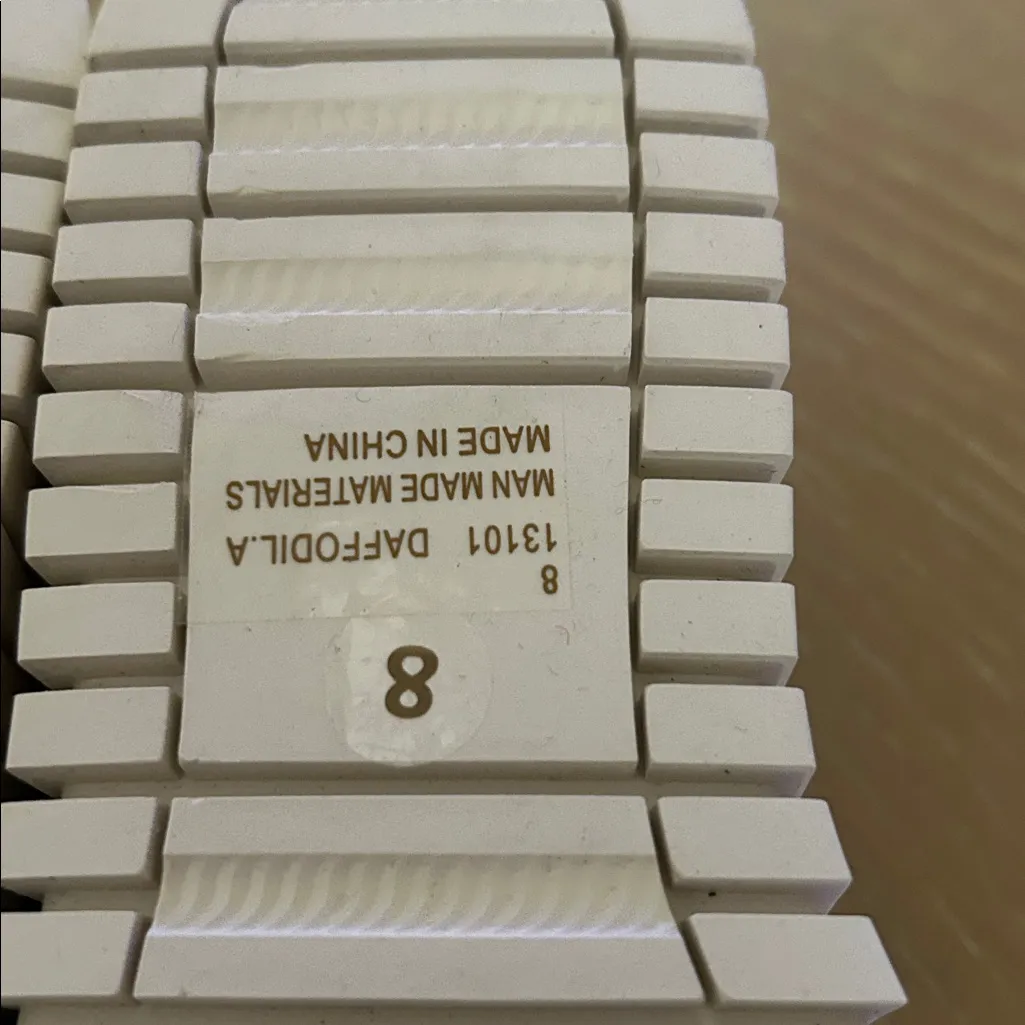 8
13101 DAFFODIL.A
MAN MADE MATERIALS
MADE IN CHINA
8